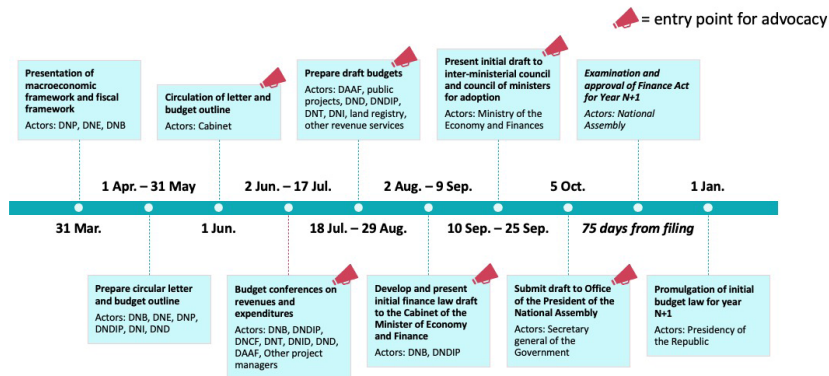 = entry point for advocacy
Presentation of
macroeconomic
framework and fiscal
framework
Actors: DNP, DNE, DNB
Circulation of letter and
budget outline
Actors: Cabinet
Prepare draft budgets
Actors: DAAF, public
projects, DND, DNDIP,
DNT, DNI, land registry,
other revenue services
Present initial draft to
inter-ministerial council
and council of ministers
for adoption
Actors: Ministry of the
Economy and Finances
Examination and
approval of Finance Act
for Year N+1
Actors: National
Assembly
1 Apr. – 31 May
2 Jun. – 17 Jul.
2 Aug. – 9 Sep.
5 Oct.
1 Jan.
31 Mar.
1 Jun.
18 Jul. – 29 Aug.
10 Sep. – 25 Sep.
75 days from filing
Prepare circular letter
and budget outline
Actors: DNB, DNE, DNP,
DNDIP, DNI, DND
Budget conferences on
revenues and
expenditures
Actors: DNB, DNDIP,
DNCF, DNT, DNID, DND,
DAAF, Other project
managers
Develop and present
initial finance law draft
to the Cabinet of the
Minister of Economy
and Finance
Actors: DNB, DNDIP
Submit draft to Office
of the President of the
National Assembly
Actors: Secretary
general of the
Government
Promulgation of initial
budget law for year
N+1
Actors: Presidency of
the Republic